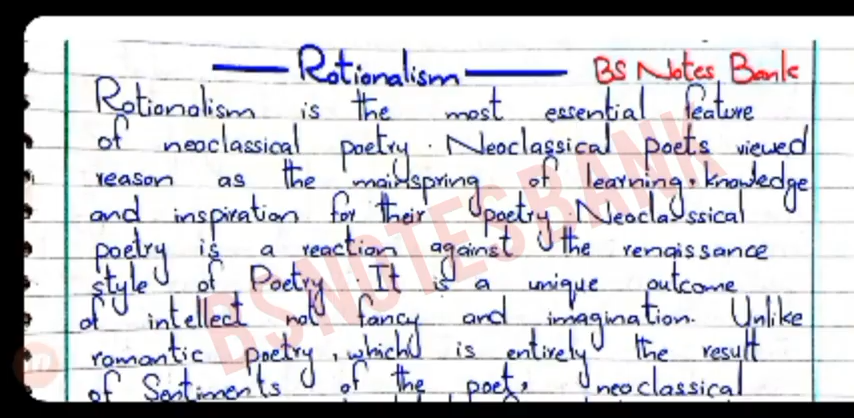 Rotionalism BS Notes Bank
Rotionalism is the most essential feature
of neoclassical poetry. Neoclassical poets viewed
reason as the mainspring of learning, knowledge
and inspiration for their poetry. Neoclassical
poetry is a reaction against the renaissance
style of Poetry. It is a unique outcome
of intellect not fancy and imagination. Unlike
romantic poetry, which is entirely the result
of Sentiments of the poet, neoclassical
BSNOTESBANK